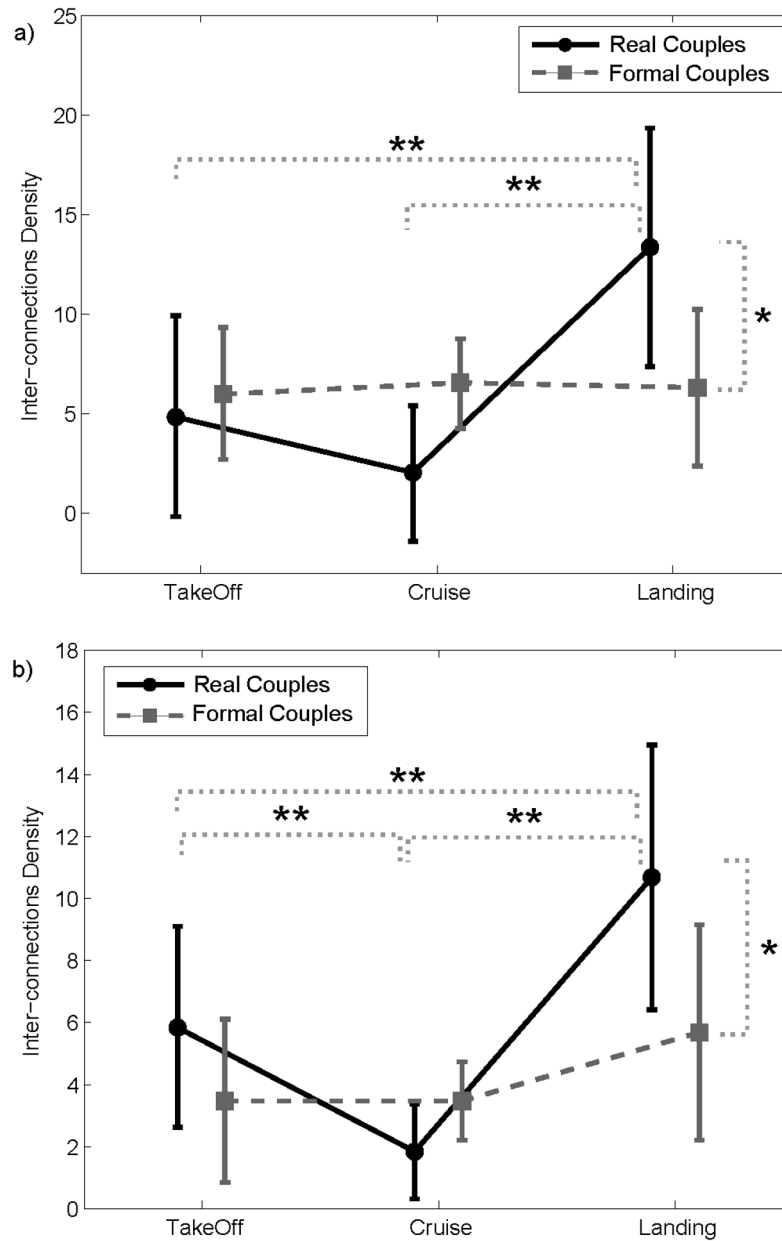 a)
25
20
15
10
5
0
Inter-connections Density
Real Couples
Formal Couples
**
**
*
TakeOff Cruise Landing
b)
18
16
14
12
10
8
6
4
2
0
Inter-connections Density
Real Couples
Formal Couples
**
**
**
*
TakeOff Cruise Landing